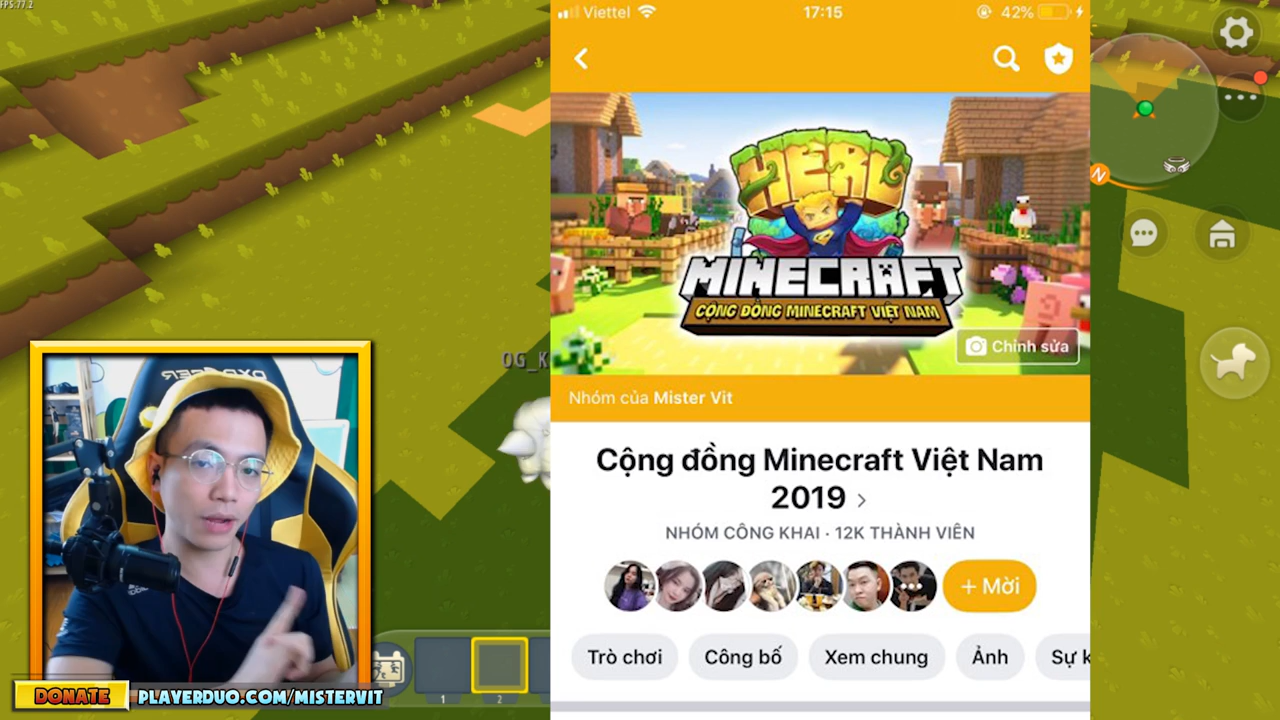 FPS:77.2
Viettel
17:15
42%
HERO
MINECRAFT
CỘNG ĐỒNG MINECRAFT VIỆT NAM
Chỉnh sửa
Nhóm của Mister Vit
Cộng đồng Minecraft Việt Nam
2019
NHÓM CÔNG KHAI · 12K THÀNH VIÊN
+ Mời
Trò chơi
Công bố
Xem chung
Ảnh
Sự k
OG_K
N
1
2
DONATE
PLAYERDUO.COM/MISTERVIT